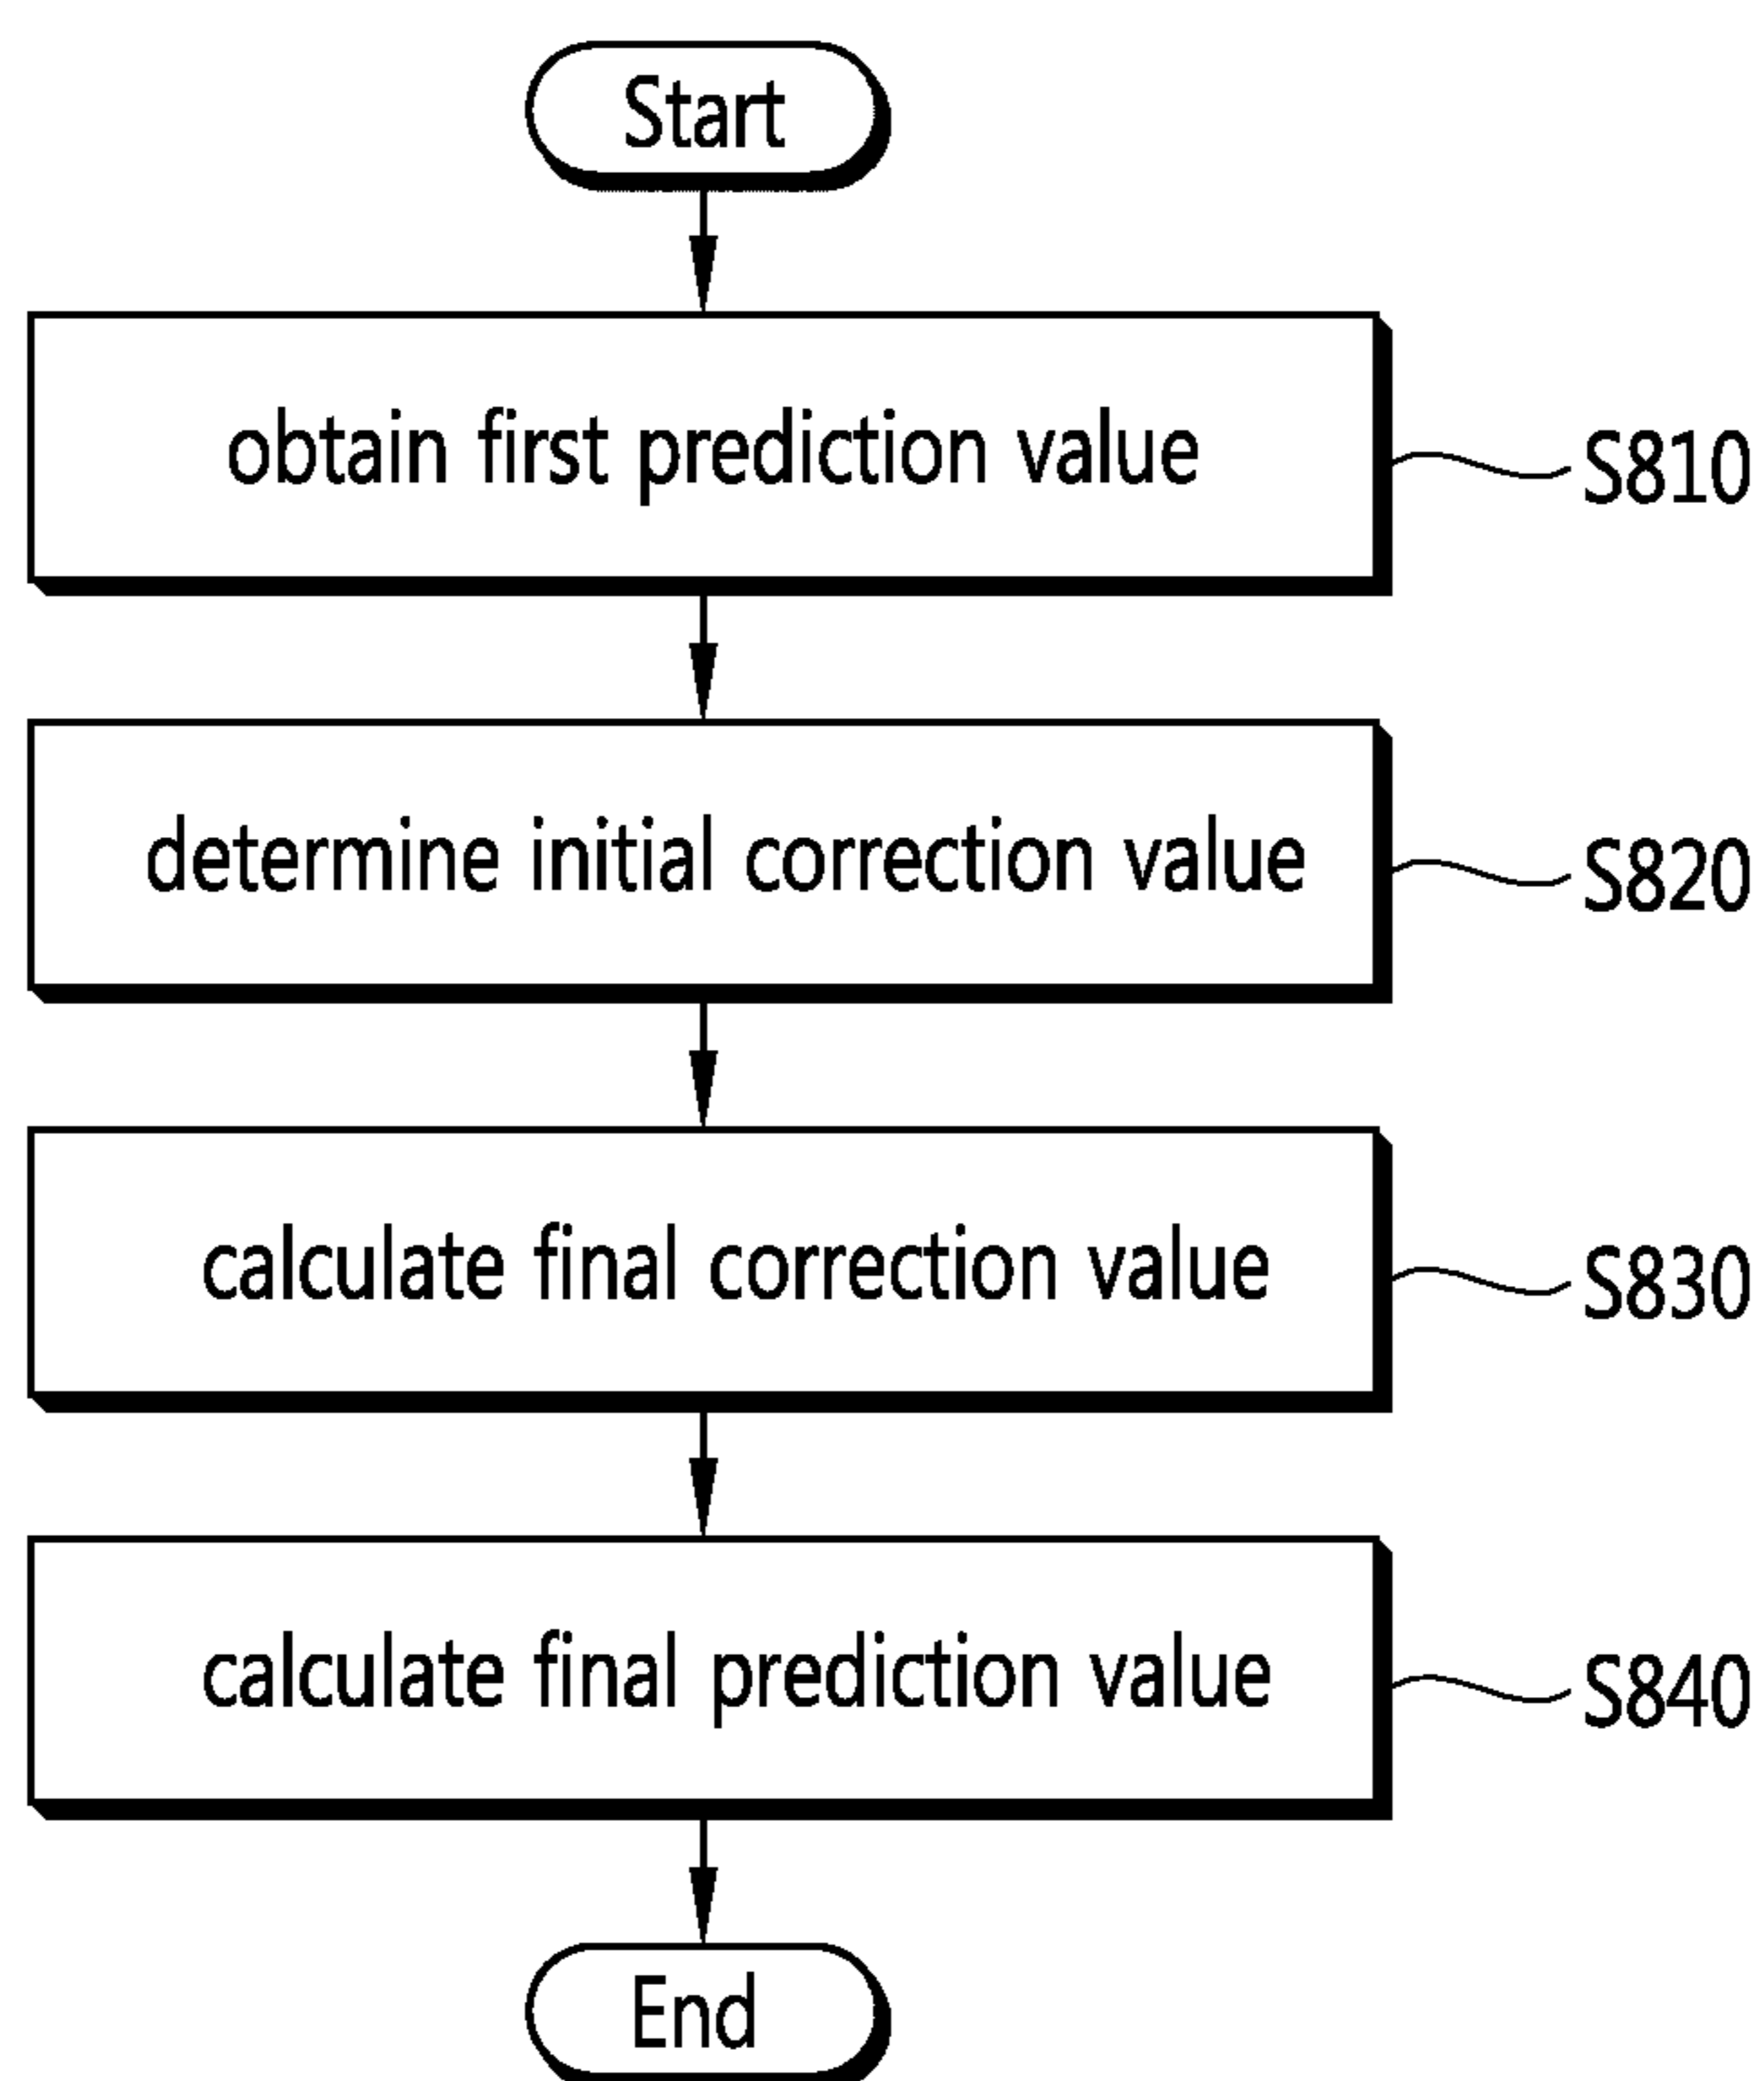 Start
obtain first prediction value
S810
determine initial correction value
S820
calculate final correction value
S830
calculate final prediction value
S840
End